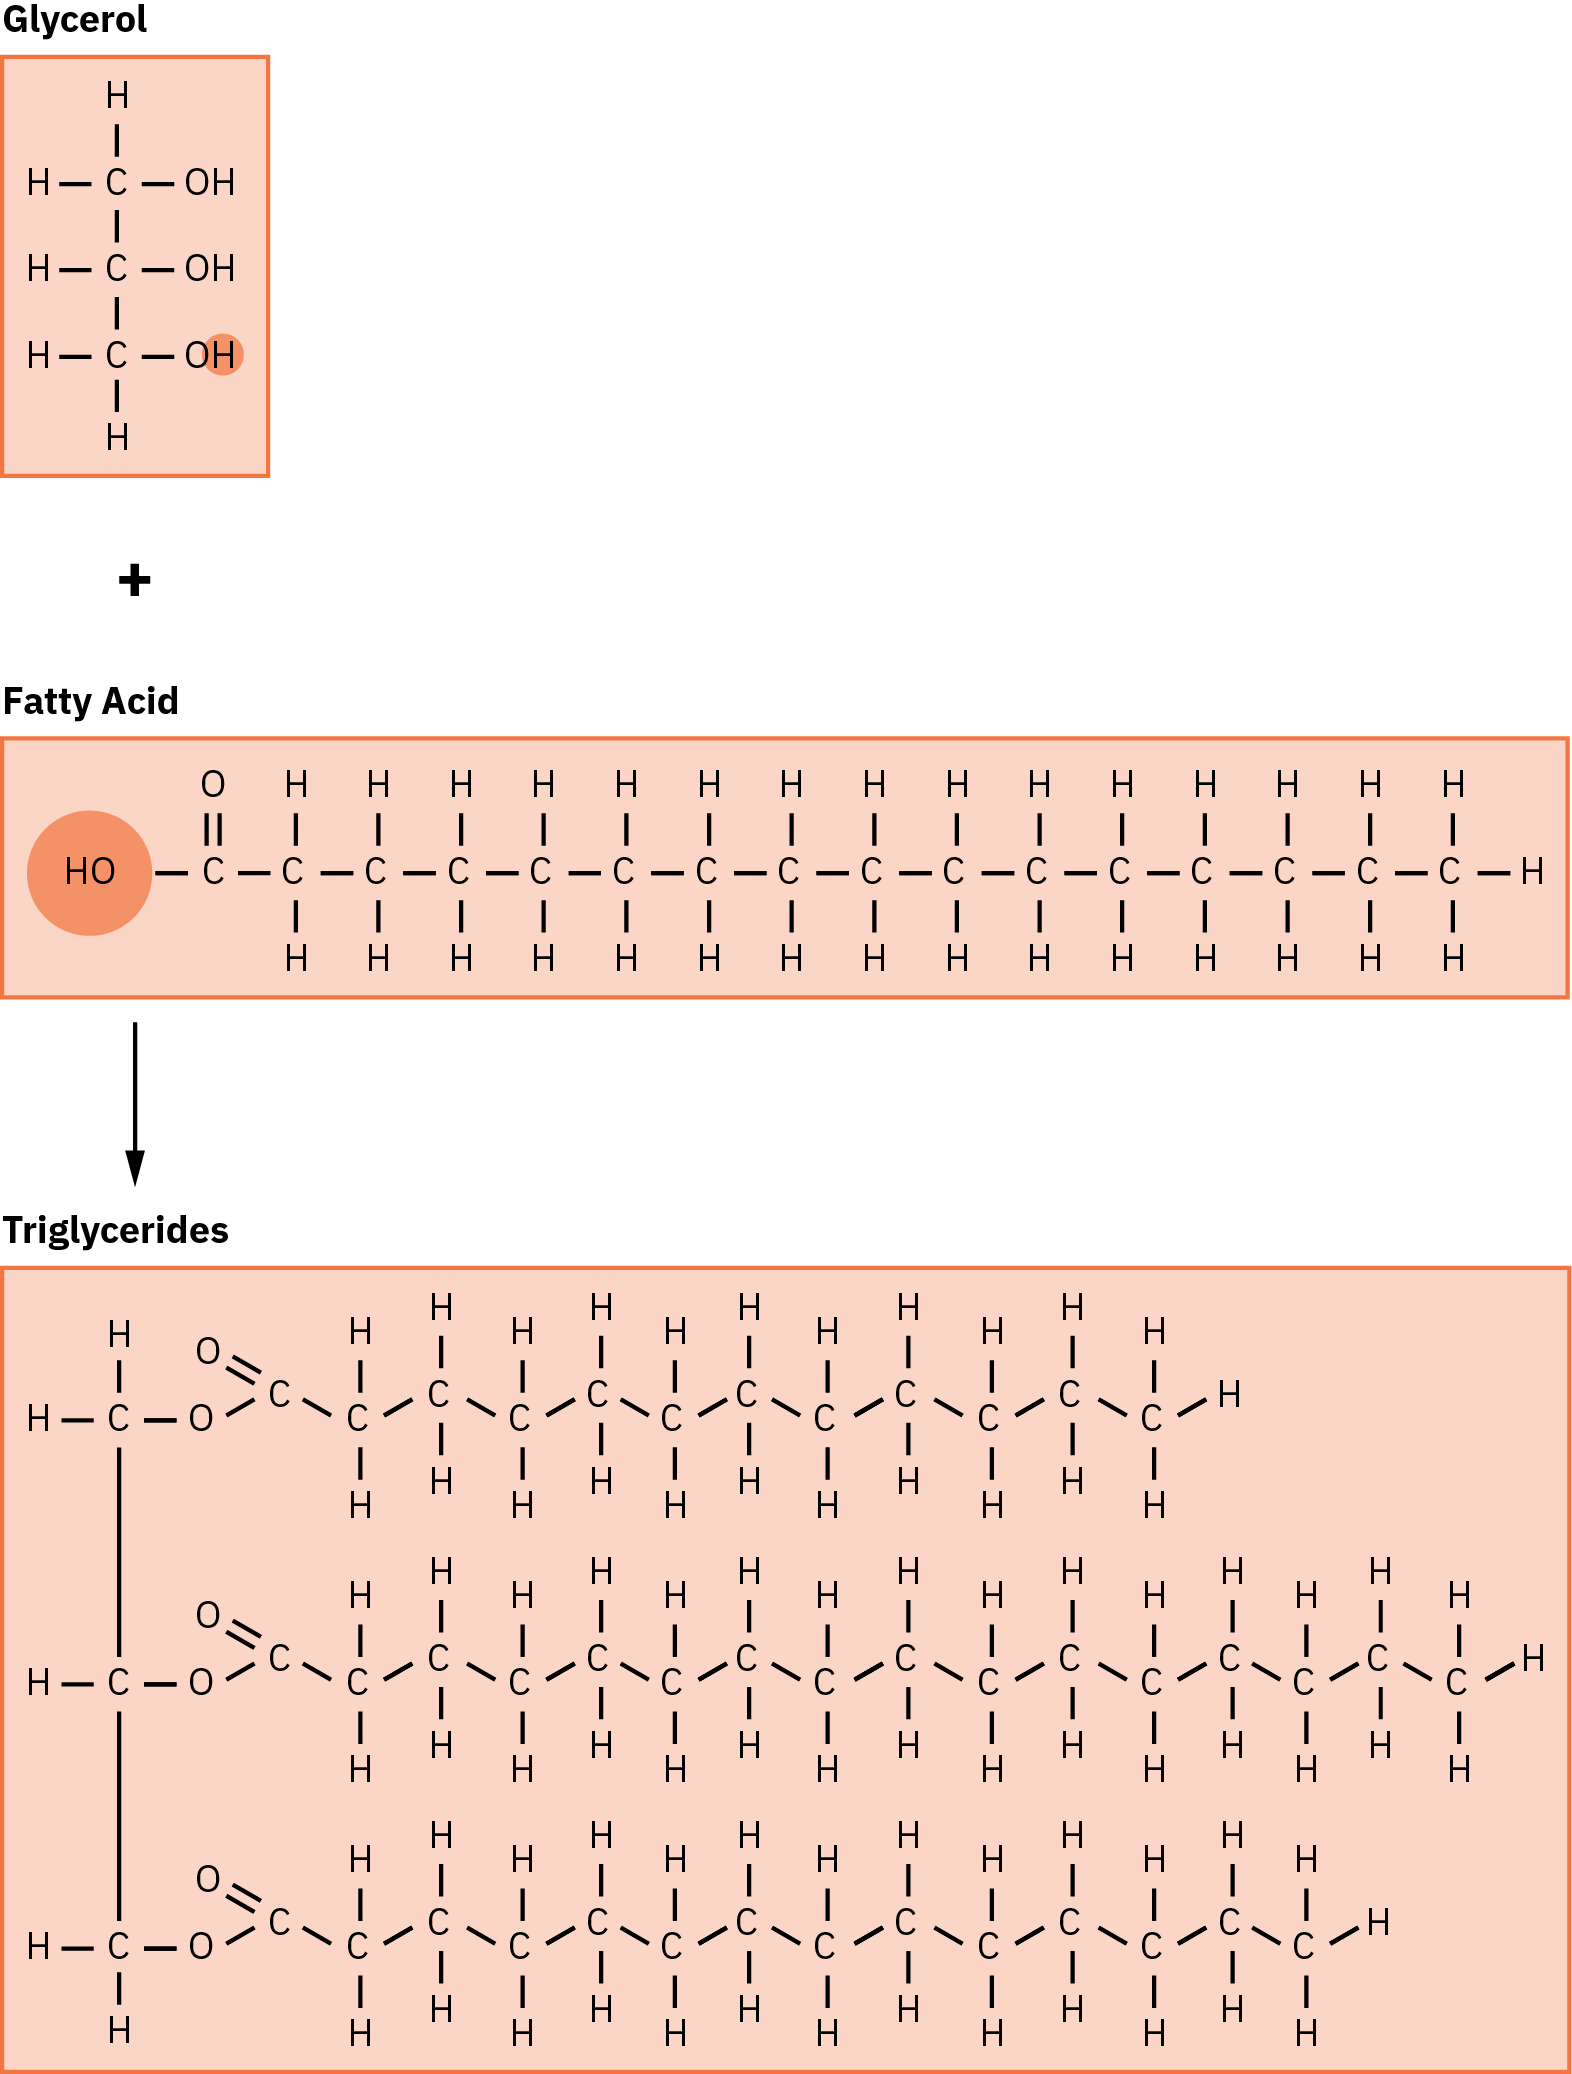 Glycerol
H
H C OH
H C OH
H C OH
H
+
Fatty Acid
O H H H H H H H H H H H H H H H
HO C C C C C C C C C C C C C C C C H
H H H H H H H H H H H H H H H
Triglycerides
H H H H H
H H H H H H H
O
C C C C C C H
H C O C C C C C C
H H H H H
H H H H H H
H H H H H H H
H H H H H H H H
O
C C C C C C C C H
H C O C C C C C C C C
H H H H H H H
H H H H H H H H
H H H H H H
H H H H H H H
O
C C C C C C C H
H C O C C C C C C C
H H H H H H
H H H H H H H H